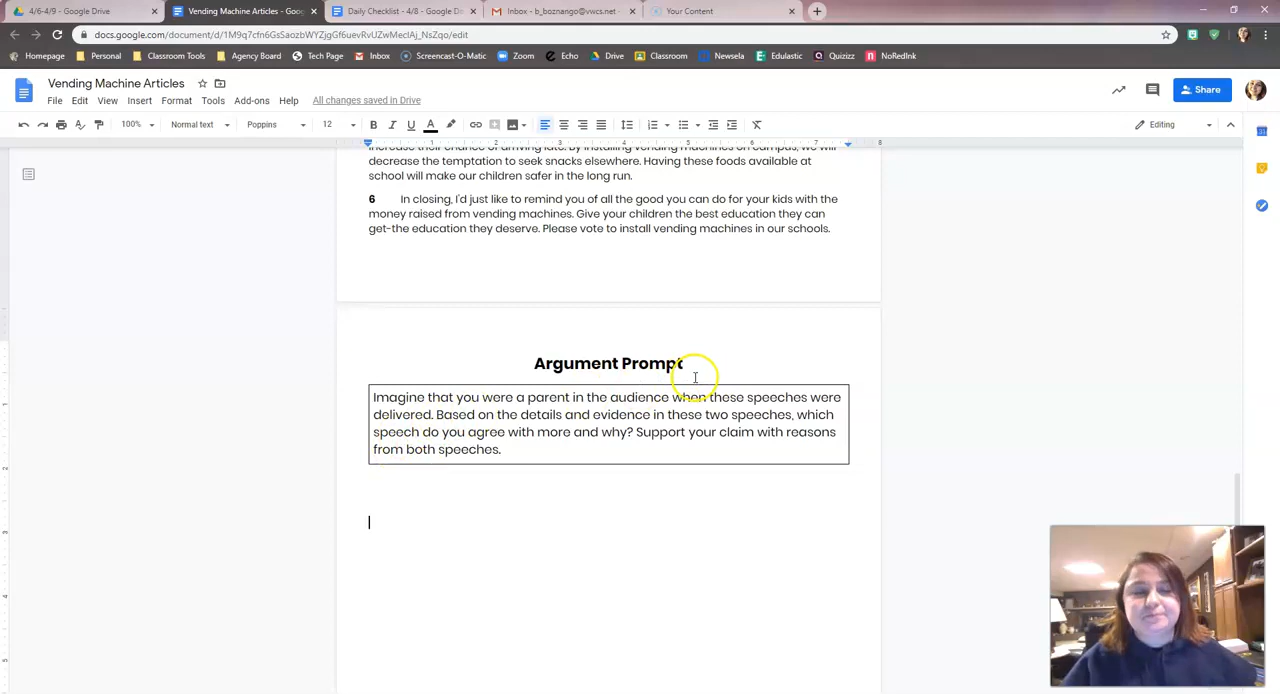 4/6-4/9 - Google Drive
Vending Machine Articles - Goo
Daily Checklist - 4/8 - Google D
Inbox - b_boznango@vwcs.net -
Your Content
docs.google.com/document/d/
/edit
Homepage Personal Classroom Tools Agency Board Tech Page Inbox Screencast-O-Matic Zoom Echo Drive Classroom Newsela Edulastic Quizizz NoRedInk
Vending Machine Articles
File Edit View Insert Format Tools Add-ons Help All changes saved in Drive
Share
100% Normal text Poppins 12 B I U A Editing
1 2 3 4 5 6 7 8
increase their chance of arriving late. By installing vending machines on campus, we will
decrease the temptation to seek snacks elsewhere. Having these foods available at
school will make our children safer in the long run.
6 In closing, I'd just like to remind you of all the good you can do for your kids with the
money raised from vending machines. Give your children the best education they can
get-the education they deserve. Please vote to install vending machines in our schools.
Argument Prompt
Imagine that you were a parent in the audience when these speeches were
delivered. Based on the details and evidence in these two speeches, which
speech do you agree with more and why? Support your claim with reasons
from both speeches.